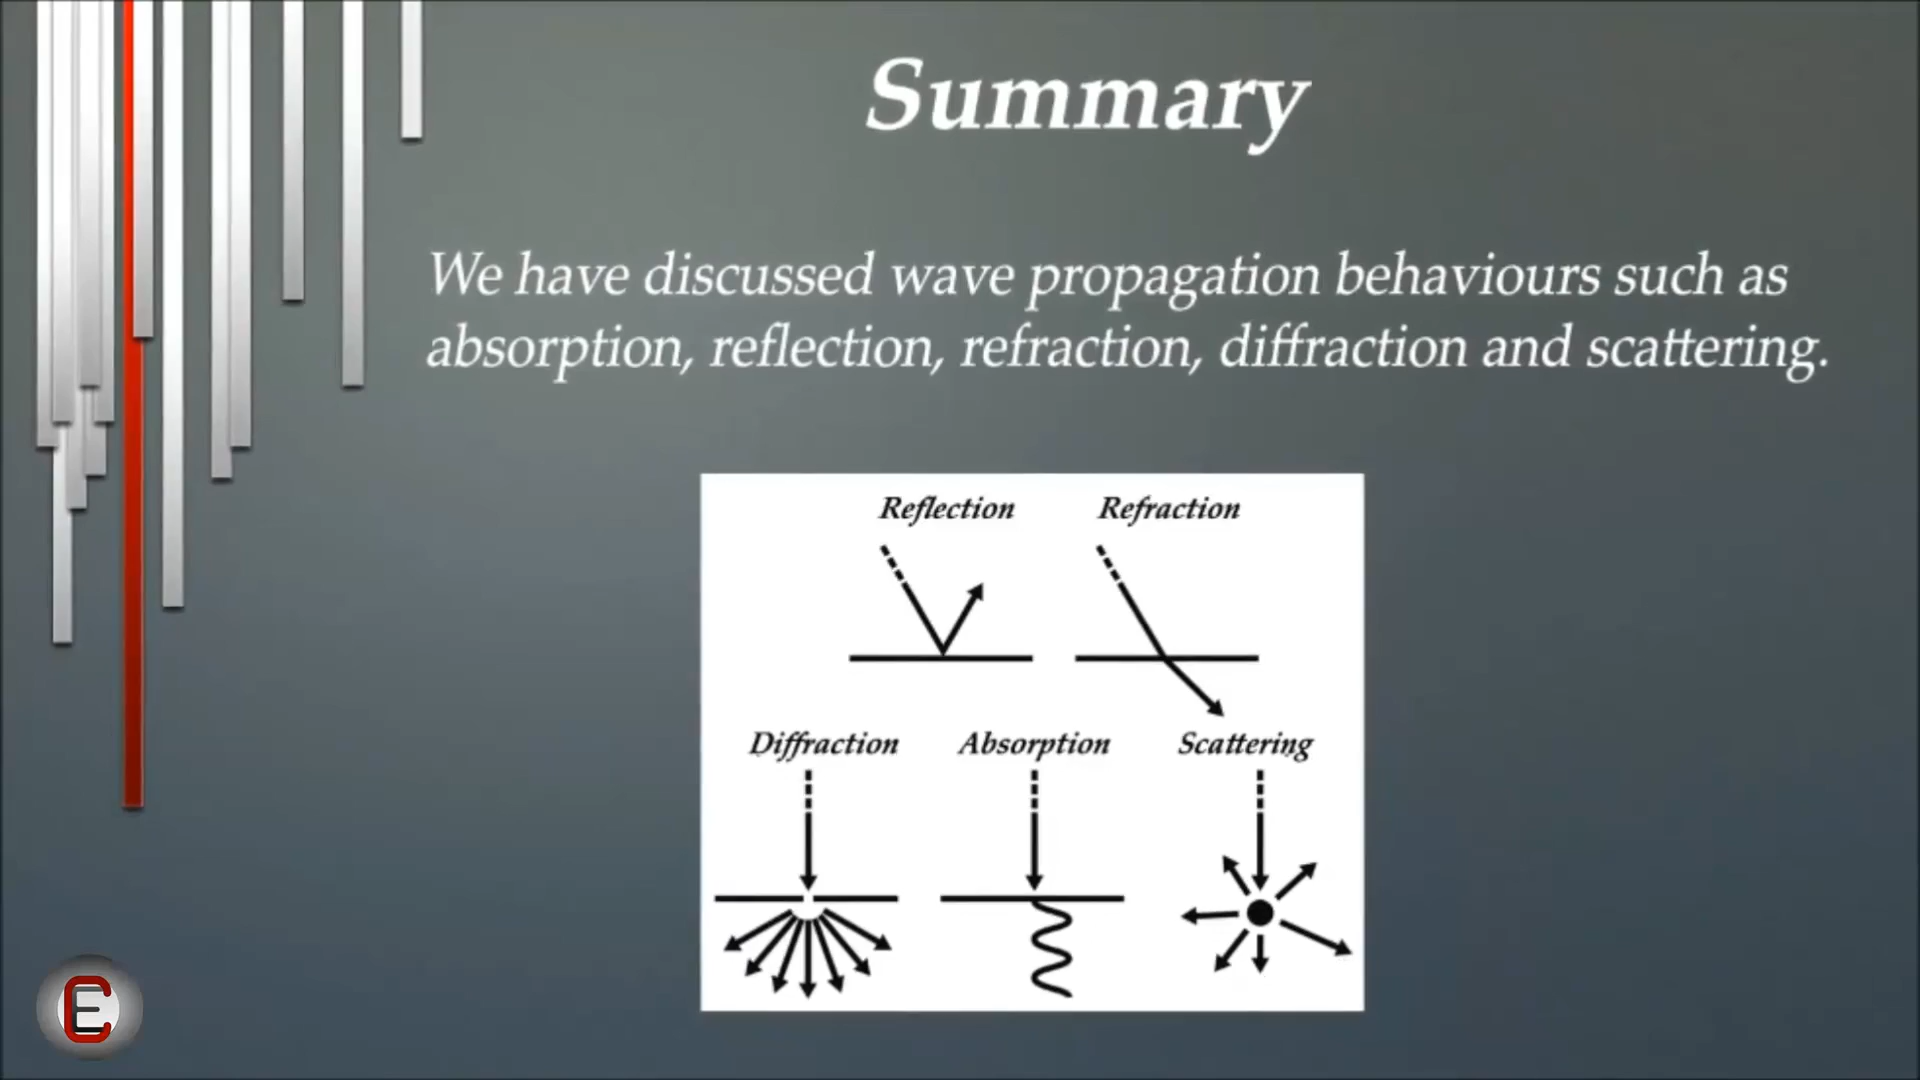 Summary
We have discussed wave propagation behaviours such as
absorption, reflection, refraction, diffraction and scattering.
Reflection Refraction
Diffraction Absorption Scattering
CE